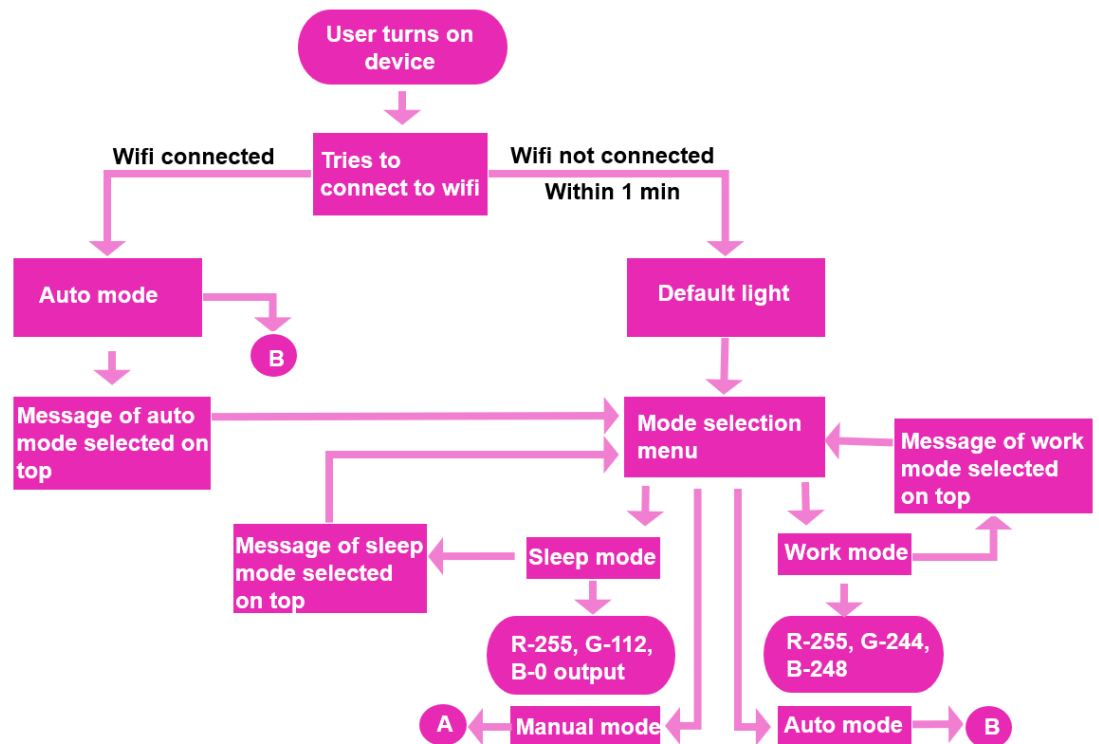 User turns on
device
Wifi connected
Tries to
connect to wifi
Wifi not connected
Within 1 min
Auto mode
Default light
B
Message of auto
mode selected on
top
Mode selection
menu
Message of work
mode selected
on top
Message of sleep
mode selected
on top
Sleep mode
Work mode
R-255, G-112,
B-0 output
R-255, G-244,
B-248
A
Manual mode
Auto mode
B